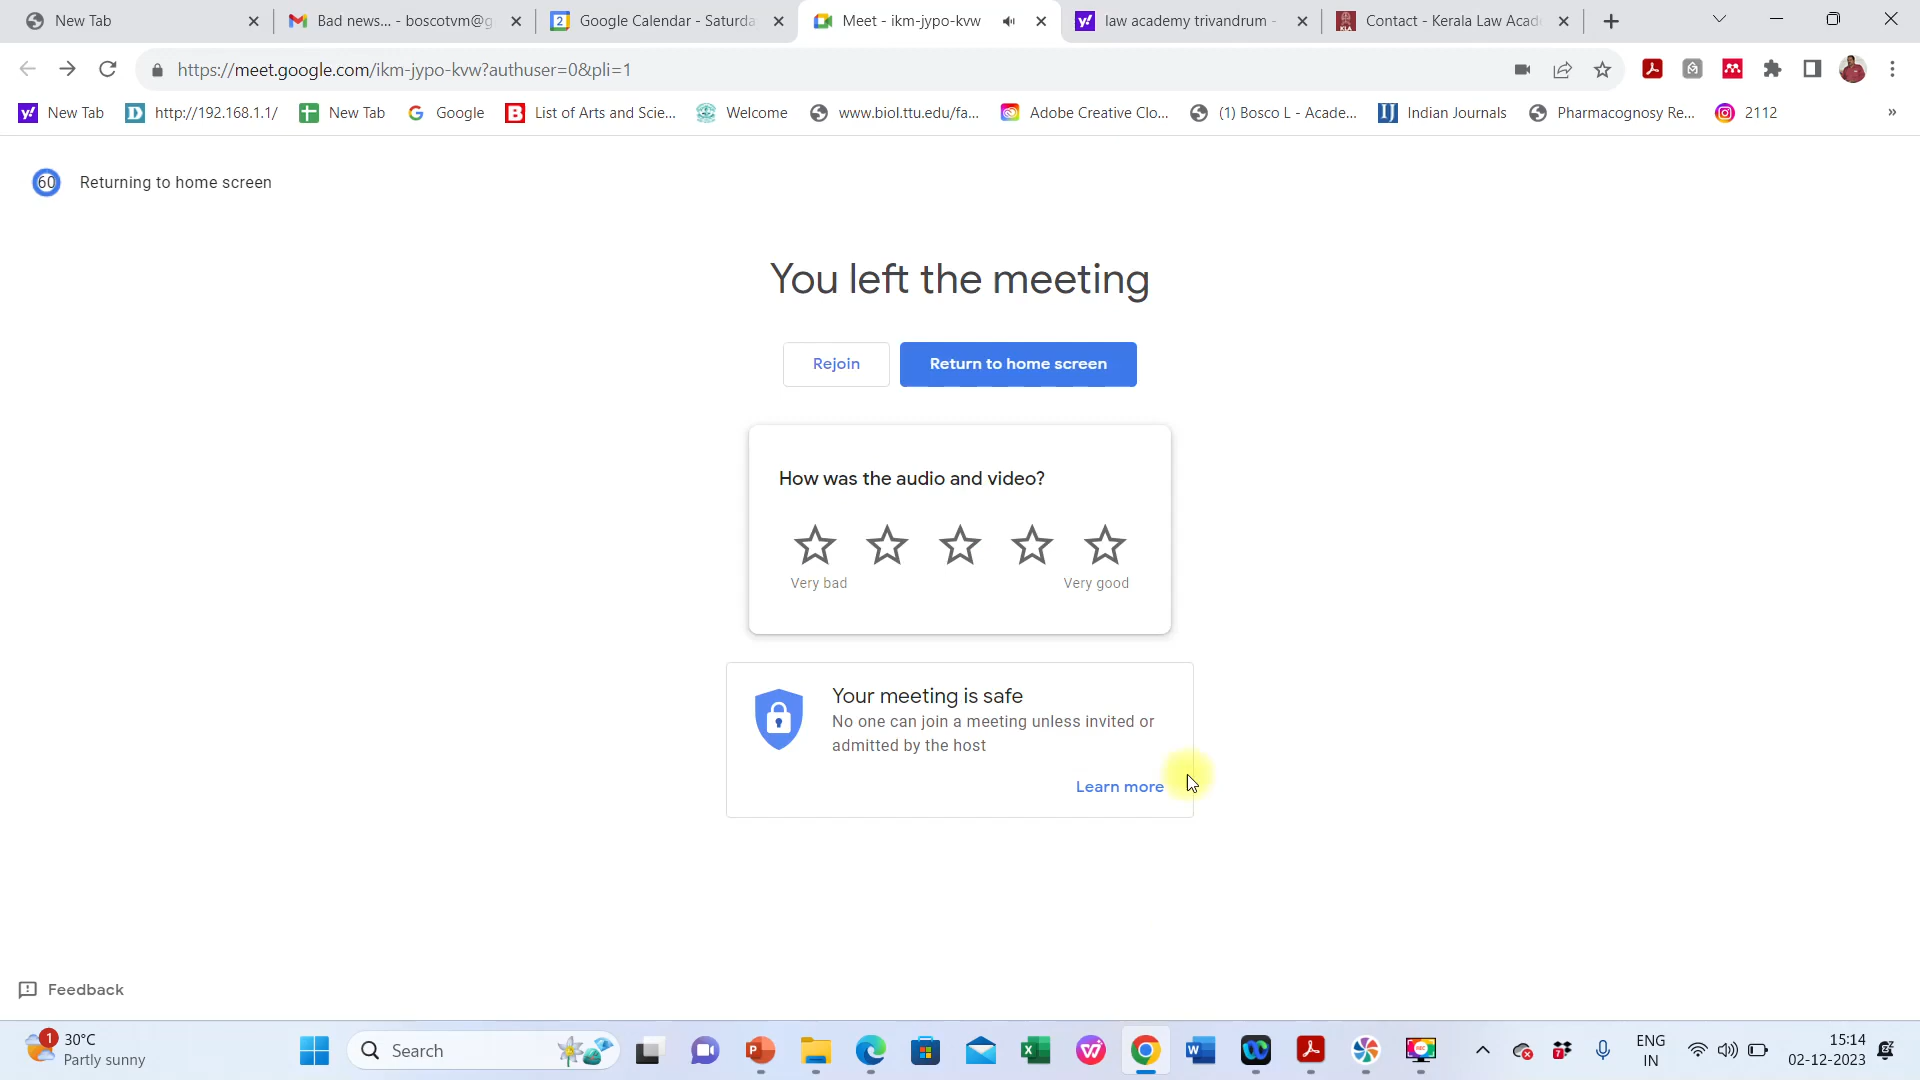 New Tab
Bad news... - boscotvm@g
Google Calendar - Saturda
Meet - ikm-jypo-kvw
law academy trivandrum -
Contact - Kerala Law Acad
https://meet.google.com/ikm-jypo-kvw?authuser=0&pli=1
New Tab
http://192.168.1.1/
New Tab
Google
List of Arts and Scie...
Welcome
www.biol.ttu.edu/fa...
Adobe Creative Clo...
(1) Bosco L - Acade...
Indian Journals
Pharmacognosy Re...
2112
»
60 Returning to home screen
You left the meeting
Rejoin
Return to home screen
How was the audio and video?
Very bad
Very good
Your meeting is safe
No one can join a meeting unless invited or
admitted by the host
Learn more
Feedback
1
30°C
Partly sunny
Search
ENG
IN
15:14
02-12-2023